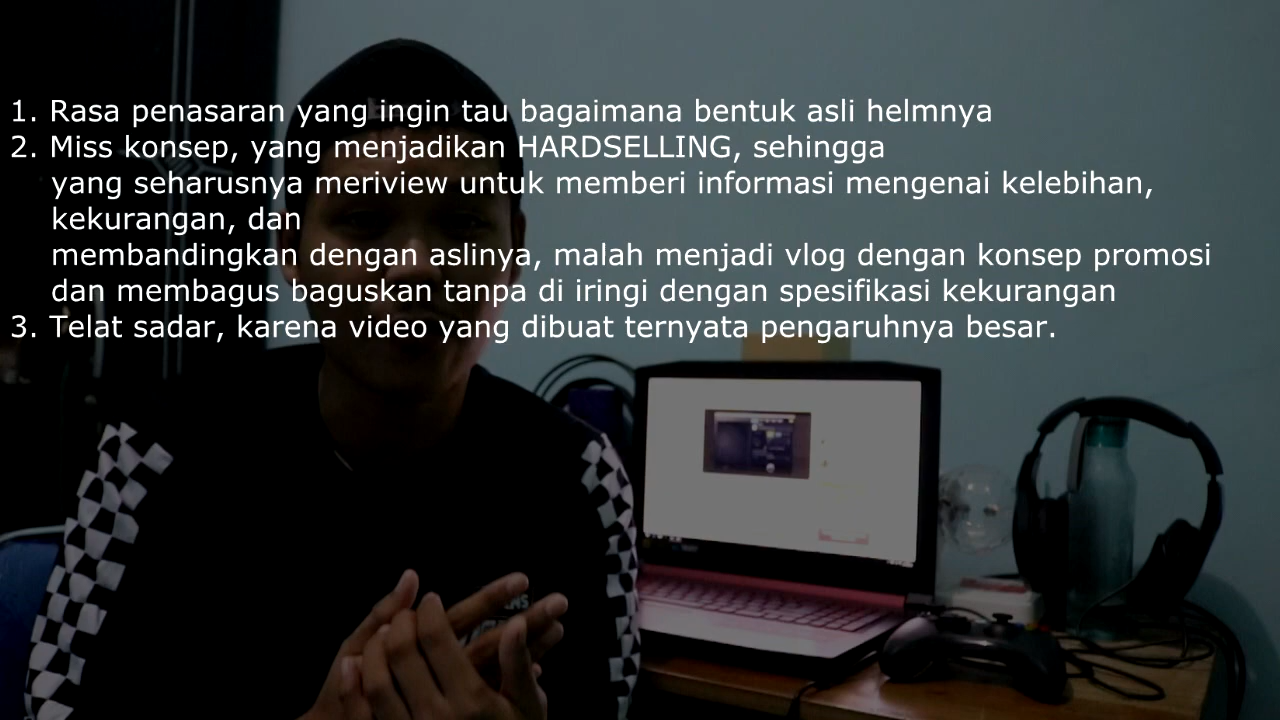 1. Rasa penasaran yang ingin tau bagaimana bentuk asli helmnya
2. Miss konsep, yang menjadikan HARDSELLING, sehingga
yang seharusnya meriview untuk memberi informasi mengenai kelebihan,
kekurangan, dan
membandingkan dengan aslinya, malah menjadi vlog dengan konsep promosi
dan membagus baguskan tanpa di iringi dengan spesifikasi kekurangan
3. Telat sadar, karena video yang dibuat ternyata pengaruhnya besar.